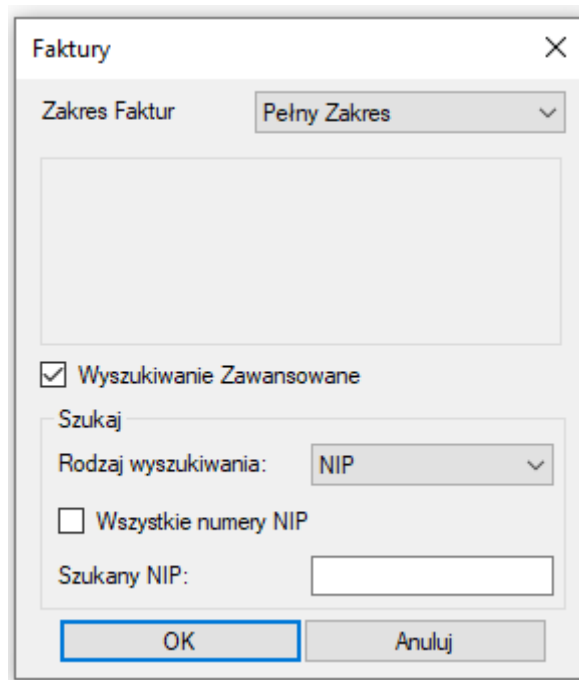 Faktury
Zakres Faktur Pełny Zakres
Wyszukiwanie Zawansowane
Szukaj
Rodzaj wyszukiwania: NIP
Wszystkie numery NIP
Szukany NIP:
OK Anuluj